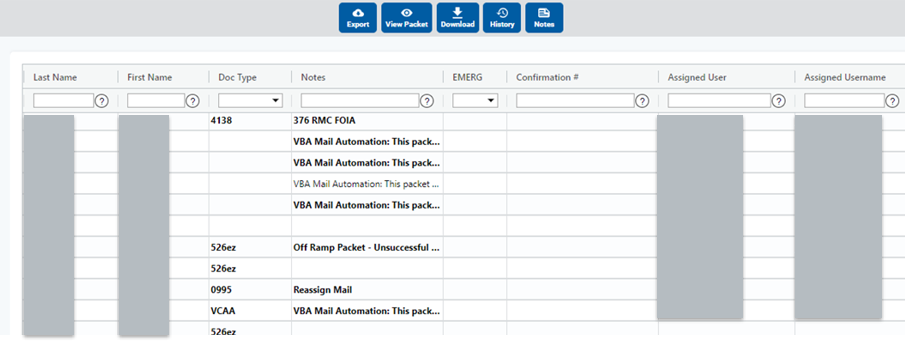 Export View Packet Download History Notes
Last Name First Name Doc Type Notes EMERG Confirmation # Assigned User Assigned Username
4138 376 RMC FOIA
VBA Mail Automation: This pack...
VBA Mail Automation: This pack...
VBA Mail Automation: This packet ...
VBA Mail Automation: This pack...
526ez Off Ramp Packet - Unsuccessful ...
526ez
0995 Reassign Mail
VCAA VBA Mail Automation: This pack...
526ez